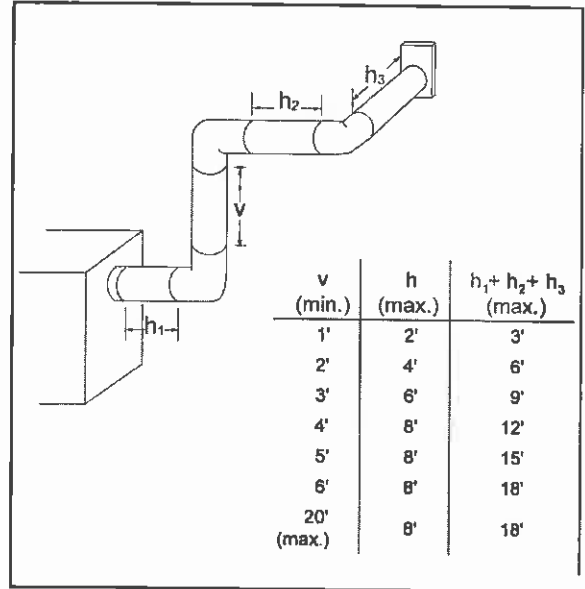 h₃
h₂
v
h₁
v (min.) h (max.) h₁+ h₂+ h₃ (max.)
1' 2' 3'
2' 4' 6'
3' 6' 9'
4' 8' 12'
5' 8' 15'
6' 8' 18'
20' (max.) 8' 18'